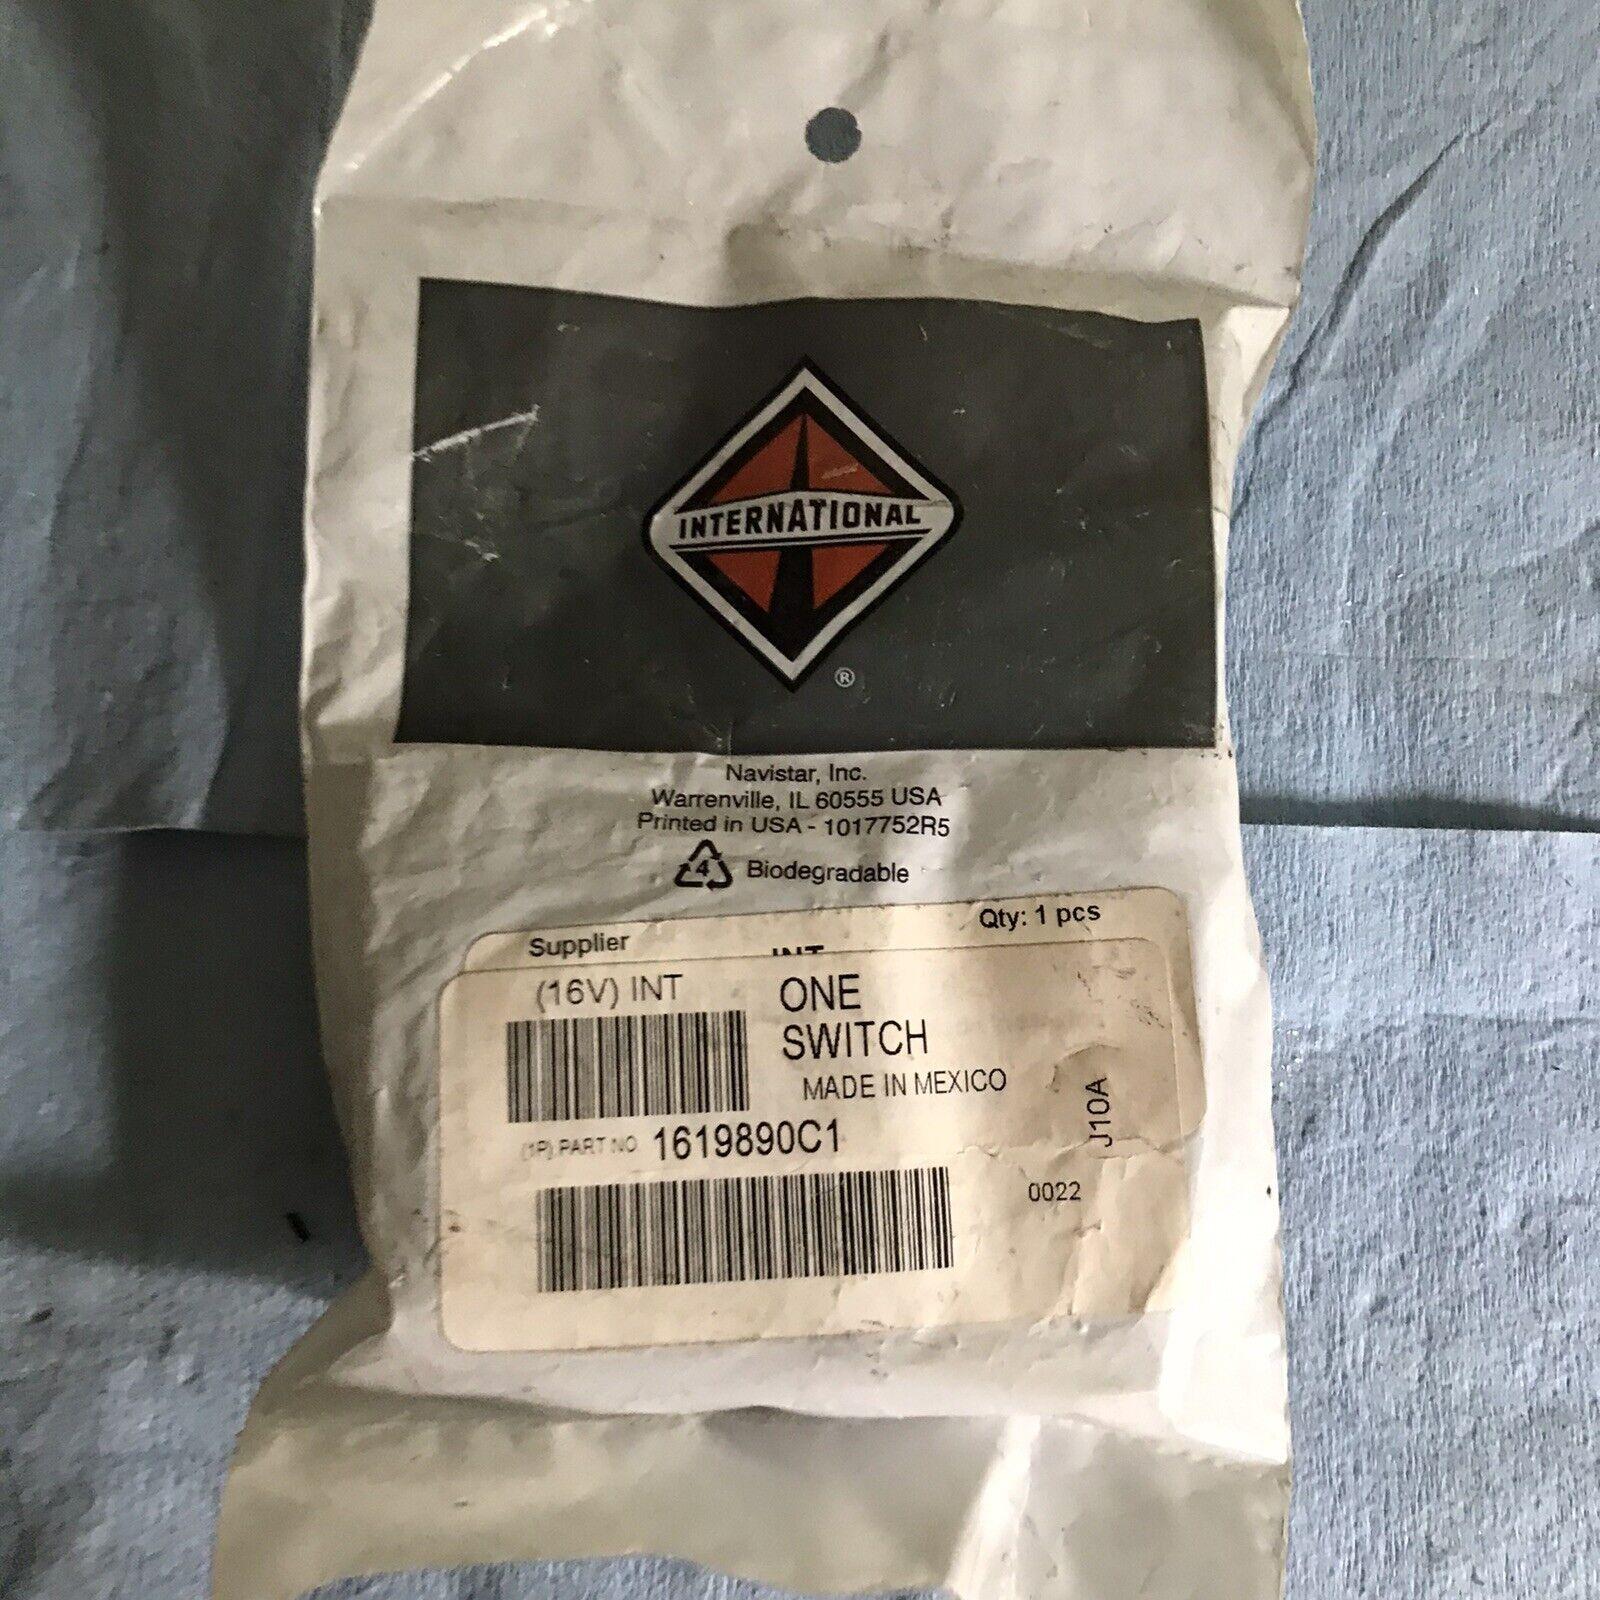 INTERNATIONAL
®
Navistar, Inc.
Warrenville, IL 60555 USA
Printed in USA - 1017752R5
4 Biodegradable
Supplier INT Qty: 1 pcs
(16V) INT ONE
SWITCH
MADE IN MEXICO
(1P) PART NO 1619890C1
J10A
0022